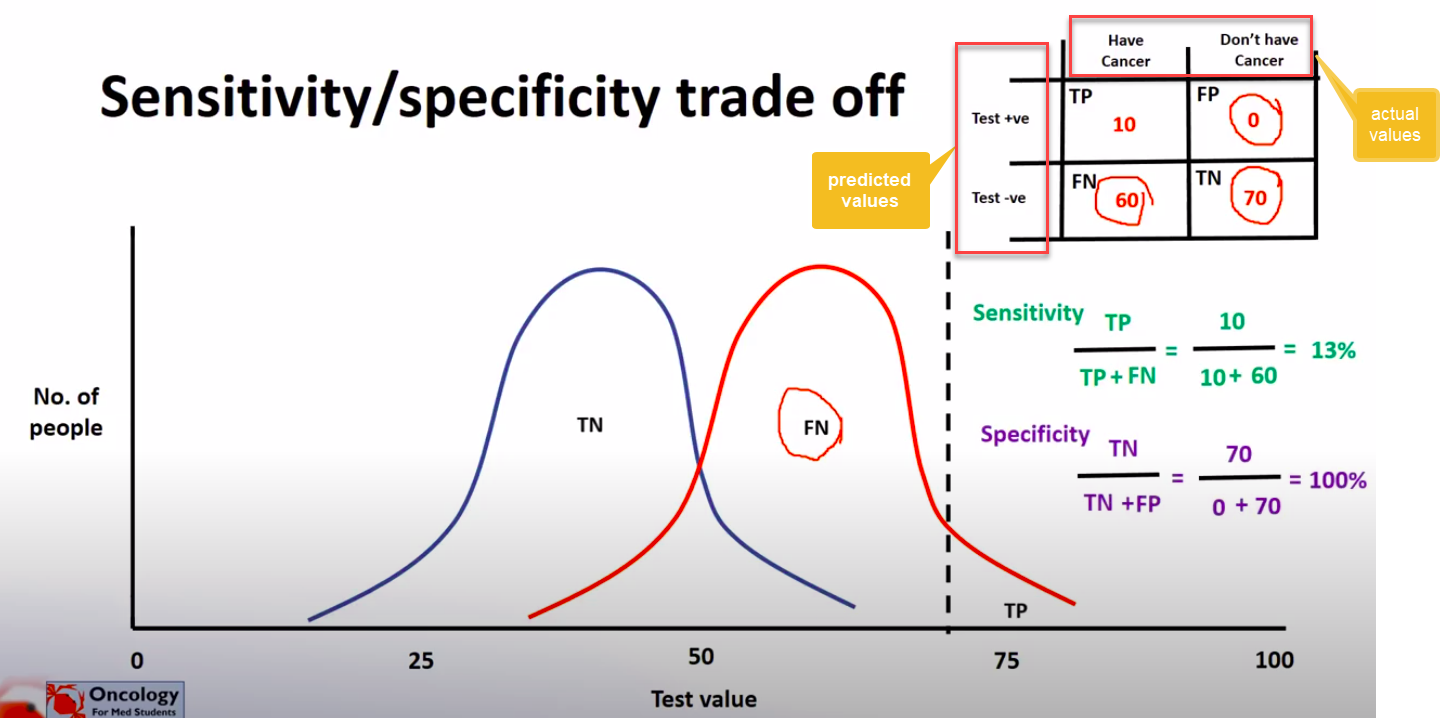 Sensitivity/specificity trade off
Have
Cancer
Don't have
Cancer
actual
values
predicted
values
Test +ve
TP
10
FP
0
Test -ve
FN
60
TN
70
Sensitivity
TP
TP + FN
=
10
10 + 60
= 13%
Specificity
TN
TN +FP
=
70
0 + 70
= 100%
No. of
people
TN
FN
TP
0
25
50
75
100
Test value
Oncology
For Med Students